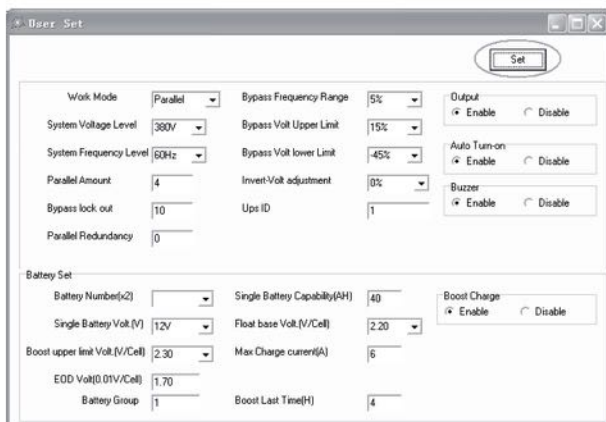 User Set
Set
Work Mode Parallel Bypass Frequency Range 5% Output
Enable Disable
System Voltage Level 380V Bypass Volt Upper Limit 15%
System Frequency Level 60Hz Bypass Volt lower Limit -45% Auto Turn-on
Enable Disable
Parallel Amount 4 Invert-Volt adjustment 0% Buzzer
Enable Disable
Bypass lock out 10 Ups ID 1
Parallel Redundancy 0
Battery Set
Battery Number(x2) Single Battery Capability(AH) 40 Boost Charge
Enable Disable
Single Battery Volt.(V) 12V Float base Volt.(V/Cell) 2.20
Boost upper limit Volt.(V/Cell) 2.30 Max Charge current(A) 6
EOD Volt(0.01V/Cell) 1.70
Battery Group 1 Boost Last Time(H) 4